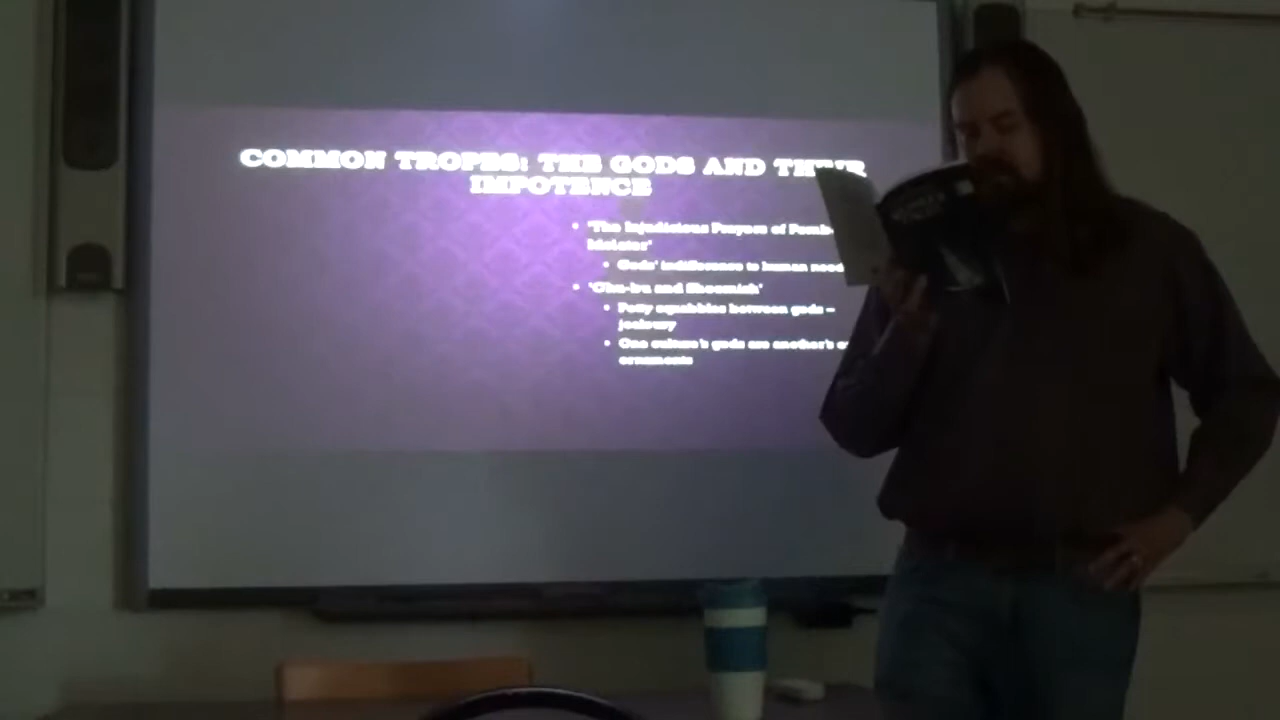 COMMON TROPES: THE GODS AND THEIR
IMPOTENCE
• 'The Injudicious Prayers of Pomb
Idolater'
• Gods' indifference to human need
• 'Chu-bu and Sheemish'
• Petty squabbles between gods –
jealousy
• One culture's gods are another's
ornaments